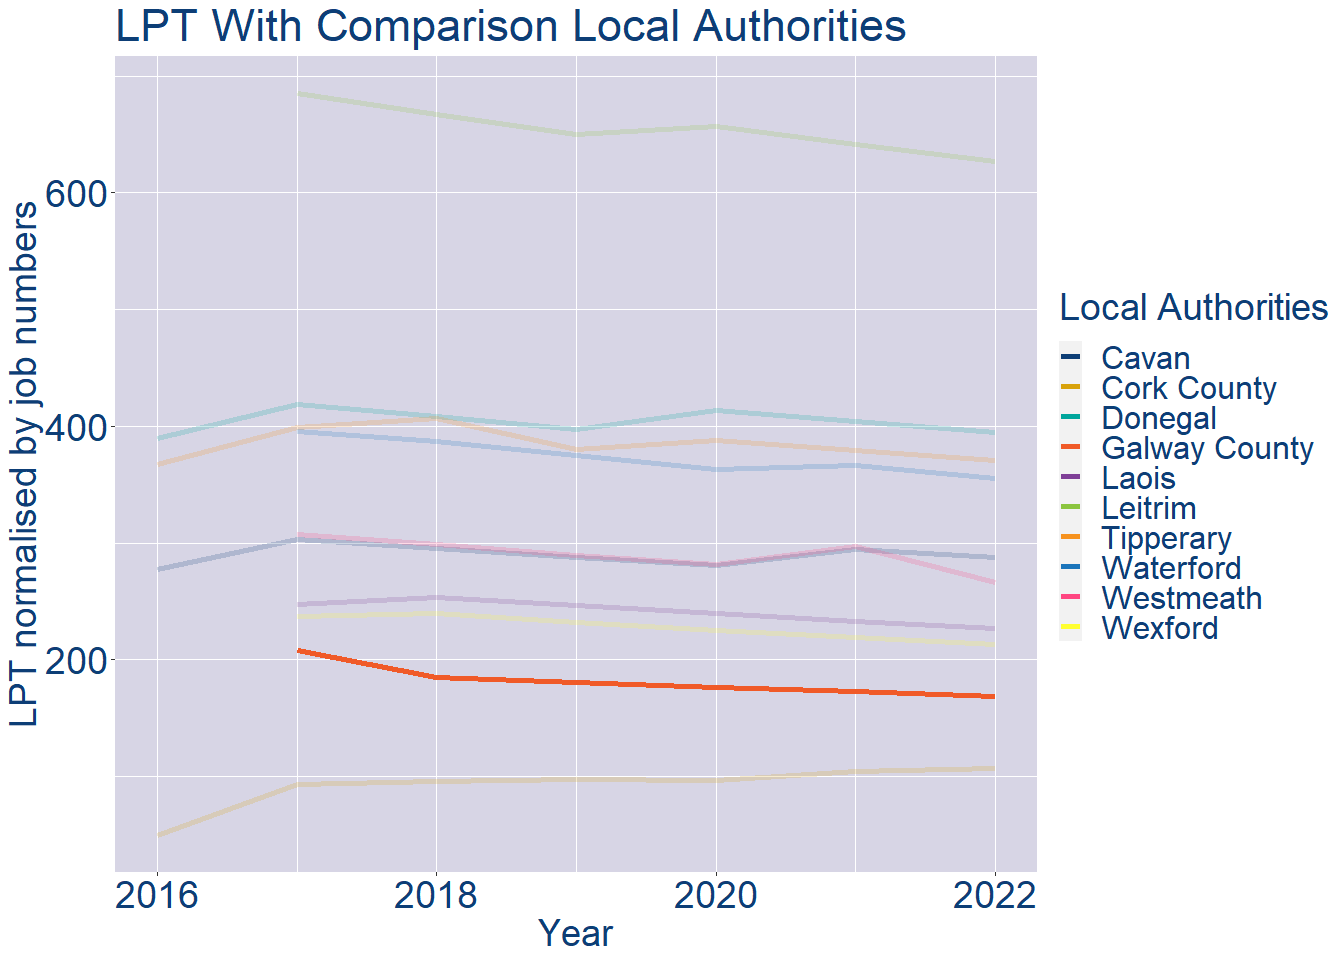 LPT With Comparison Local Authorities
LPT normalised by job numbers
600
400
200
2016 2018 2020 2022
Year
Local Authorities
Cavan
Cork County
Donegal
Galway County
Laois
Leitrim
Tipperary
Waterford
Westmeath
Wexford